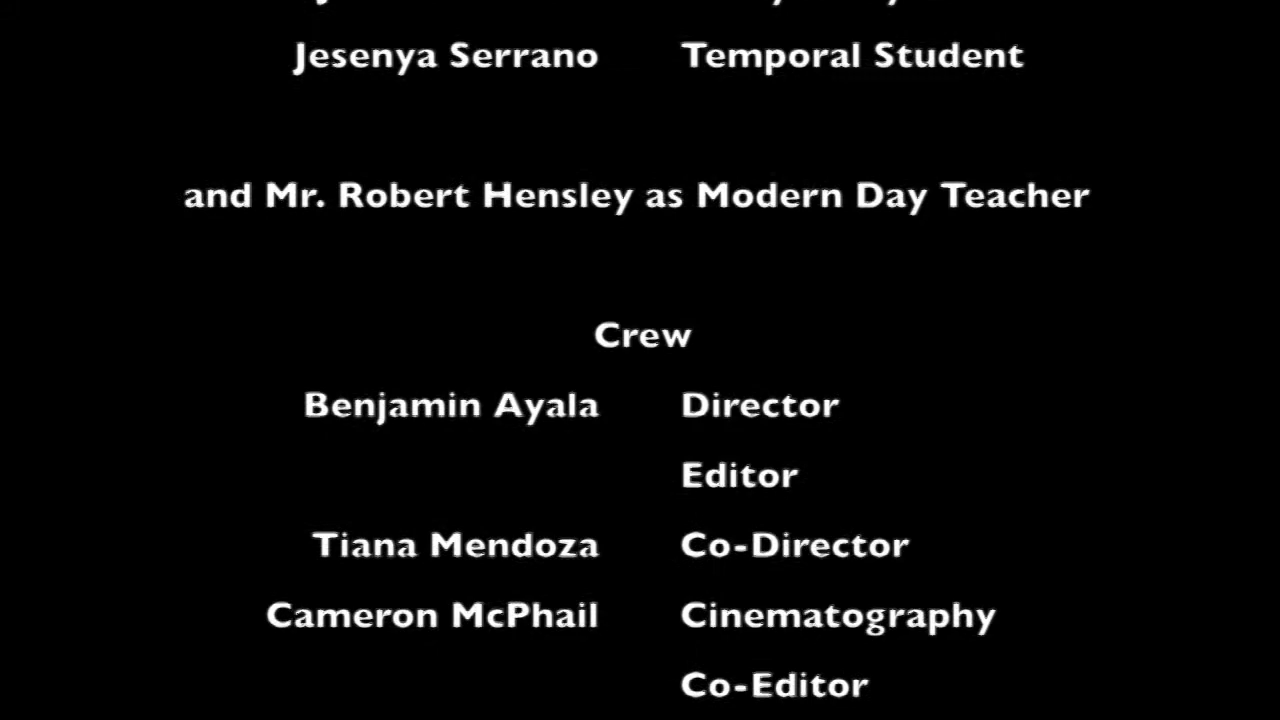 Jesenya Serrano Temporal Student
and Mr. Robert Hensley as Modern Day Teacher
Crew
Benjamin Ayala Director
Editor
Tiana Mendoza Co-Director
Cameron McPhail Cinematography
Co-Editor